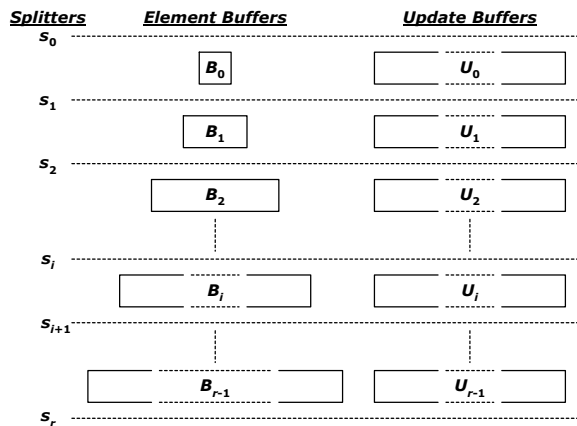 Splitters Element Buffers Update Buffers
s₀
B₀ U₀
s₁
B₁ U₁
s₂
B₂ U₂
sᵢ
Bᵢ Uᵢ
sᵢ₊₁
Bᵣ₋₁ Uᵣ₋₁
sᵣ